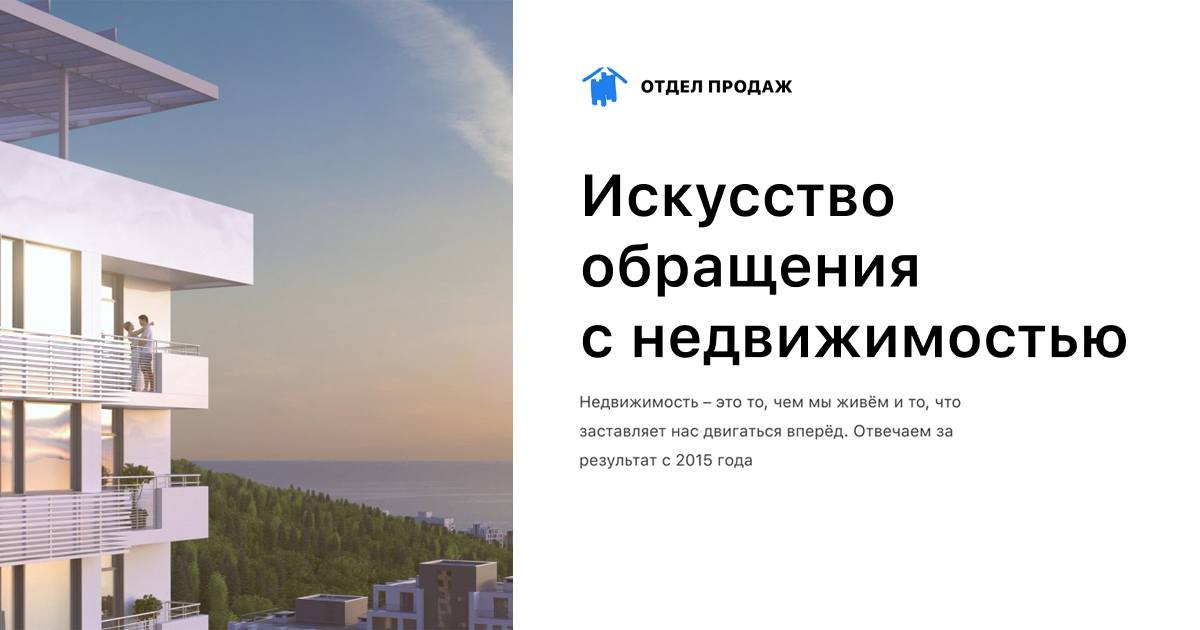 ОТДЕЛ ПРОДАЖ
Искусство
обращения
с недвижимостью
Недвижимость – это то, чем мы живём и то, что
заставляет нас двигаться вперёд. Отвечаем за
результат с 2015 года